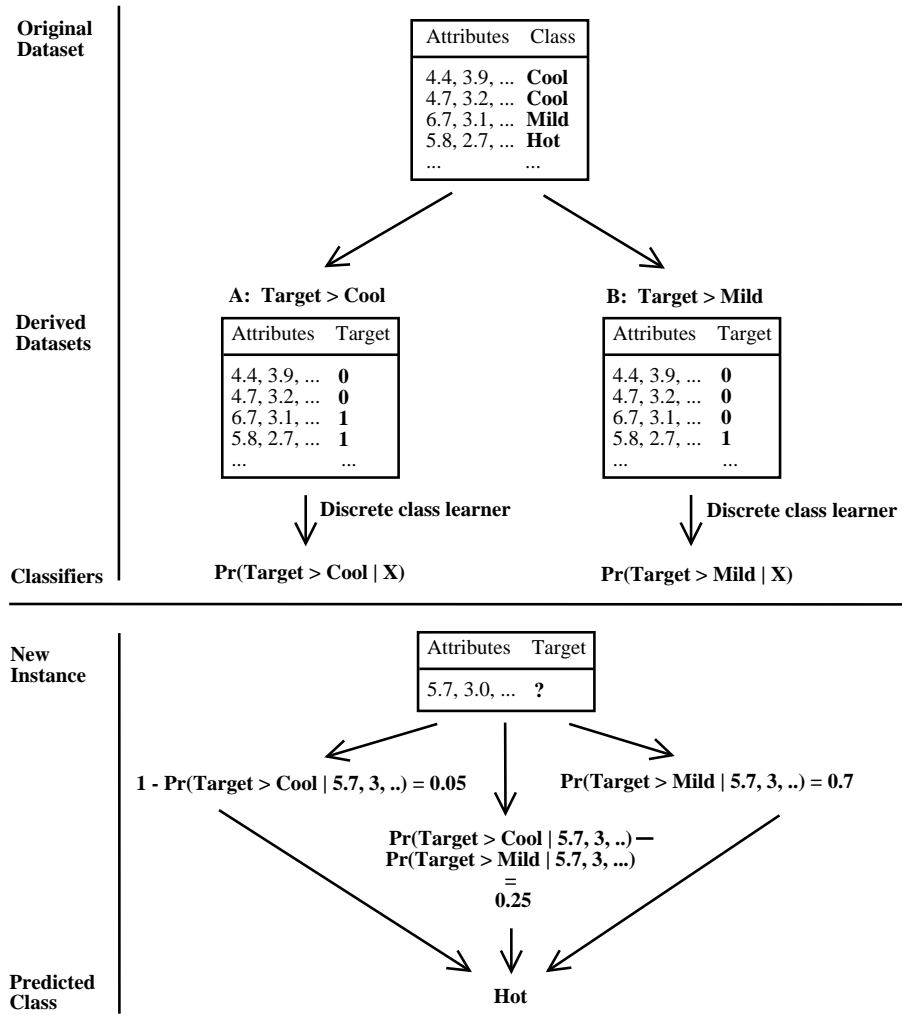 Original
Dataset
Attributes Class
4.4, 3.9, ... Cool
4.7, 3.2, ... Cool
6.7, 3.1, ... Mild
5.8, 2.7, ... Hot
... ...
Derived
Datasets
A: Target > Cool
Attributes Target
4.4, 3.9, ... 0
4.7, 3.2, ... 0
6.7, 3.1, ... 1
5.8, 2.7, ... 1
... ...
B: Target > Mild
Attributes Target
4.4, 3.9, ... 0
4.7, 3.2, ... 0
6.7, 3.1, ... 0
5.8, 2.7, ... 1
... ...
Discrete class learner
Discrete class learner
Classifiers
Pr(Target > Cool | X)
Pr(Target > Mild | X)
New
Instance
Attributes Target
5.7, 3.0, ... ?
1 - Pr(Target > Cool | 5.7, 3, ..) = 0.05
Pr(Target > Mild | 5.7, 3, ..) = 0.7
Pr(Target > Cool | 5.7, 3, ..) —
Pr(Target > Mild | 5.7, 3, ...)
=
0.25
Predicted
Class
Hot